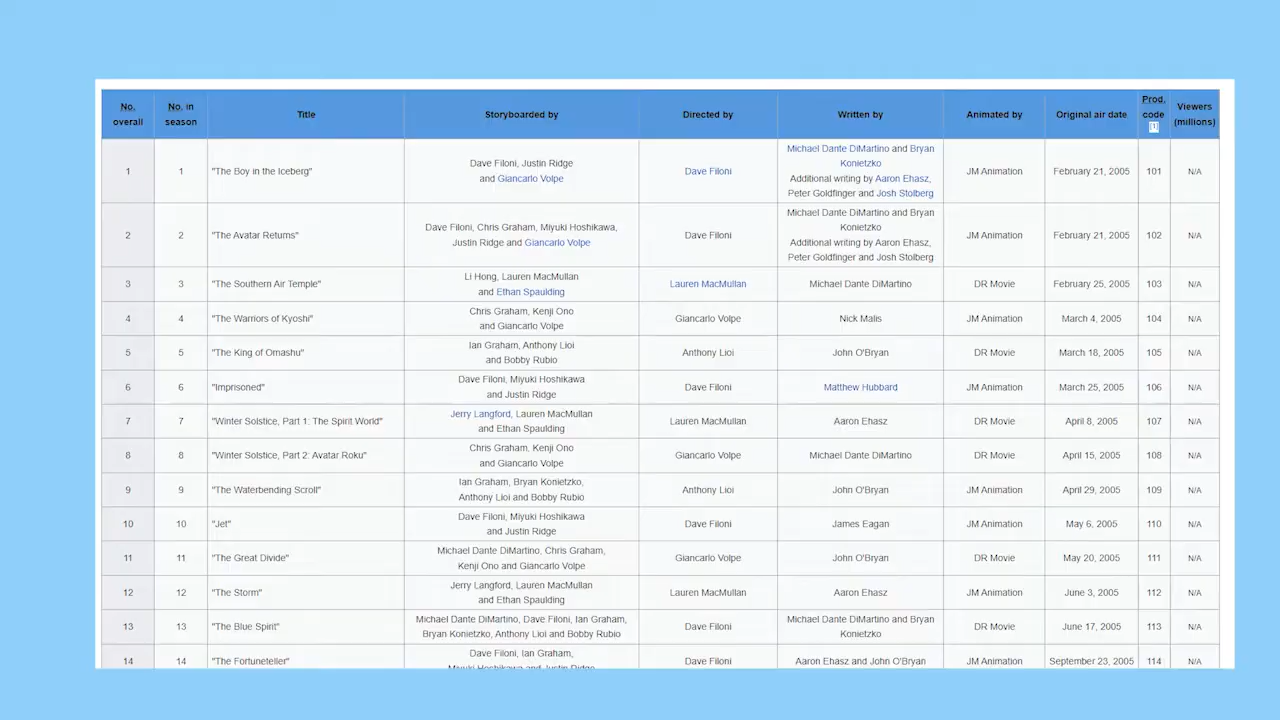 No. overall No. in season Title Storyboarded by Directed by Written by Animated by Original air date Prod. code [1] Viewers (millions)
1 1 "The Boy in the Iceberg" Dave Filoni, Justin Ridge and Giancarlo Volpe Dave Filoni Michael Dante DiMartino and Bryan Konietzko Additional writing by Aaron Ehasz, Peter Goldfinger and Josh Stolberg JM Animation February 21, 2005 101 N/A
2 2 "The Avatar Returns" Dave Filoni, Chris Graham, Miyuki Hoshikawa, Justin Ridge and Giancarlo Volpe Dave Filoni Michael Dante DiMartino and Bryan Konietzko Additional writing by Aaron Ehasz, Peter Goldfinger and Josh Stolberg JM Animation February 21, 2005 102 N/A
3 3 "The Southern Air Temple" Li Hong, Lauren MacMullan and Ethan Spaulding Lauren MacMullan Michael Dante DiMartino DR Movie February 25, 2005 103 N/A
4 4 "The Warriors of Kyoshi" Chris Graham, Kenji Ono and Giancarlo Volpe Giancarlo Volpe Nick Malis JM Animation March 4, 2005 104 N/A
5 5 "The King of Omashu" Ian Graham, Anthony Lioi and Bobby Rubio Anthony Lioi John O'Bryan DR Movie March 18, 2005 105 N/A
6 6 "Imprisoned" Dave Filoni, Miyuki Hoshikawa and Justin Ridge Dave Filoni Matthew Hubbard JM Animation March 25, 2005 106 N/A
7 7 "Winter Solstice, Part 1: The Spirit World" Jerry Langford, Lauren MacMullan and Ethan Spaulding Lauren MacMullan Aaron Ehasz DR Movie April 8, 2005 107 N/A
8 8 "Winter Solstice, Part 2: Avatar Roku" Chris Graham, Kenji Ono and Giancarlo Volpe Giancarlo Volpe Michael Dante DiMartino DR Movie April 15, 2005 108 N/A
9 9 "The Waterbending Scroll" Ian Graham, Bryan Konietzko, Anthony Lioi and Bobby Rubio Anthony Lioi John O'Bryan JM Animation April 29, 2005 109 N/A
10 10 "Jet" Dave Filoni, Miyuki Hoshikawa and Justin Ridge Dave Filoni James Eagan JM Animation May 6, 2005 110 N/A
11 11 "The Great Divide" Michael Dante DiMartino, Chris Graham, Kenji Ono and Giancarlo Volpe Giancarlo Volpe John O'Bryan DR Movie May 20, 2005 111 N/A
12 12 "The Storm" Jerry Langford, Lauren MacMullan and Ethan Spaulding Lauren MacMullan Aaron Ehasz JM Animation June 3, 2005 112 N/A
13 13 "The Blue Spirit" Michael Dante DiMartino, Dave Filoni, Ian Graham, Bryan Konietzko, Anthony Lioi and Bobby Rubio Dave Filoni Michael Dante DiMartino and Bryan Konietzko DR Movie June 17, 2005 113 N/A
14 14 "The Fortuneteller" Dave Filoni, Ian Graham, Miyuki Hoshikawa and Justin Ridge Dave Filoni Aaron Ehasz and John O'Bryan JM Animation September 23, 2005 114 N/A